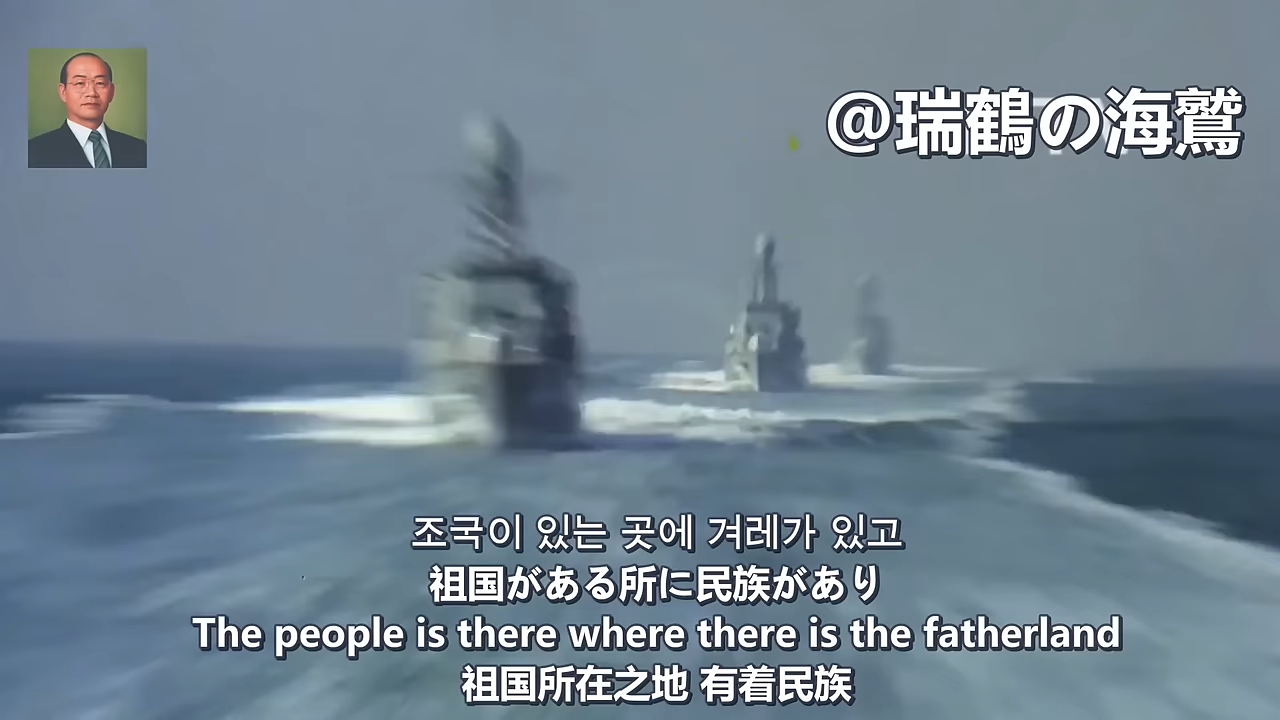 @瑞鶴の海鷲
조국이 있는 곳에 겨레가 있고
祖国がある所に民族があり
The people is there where there is the fatherland
祖国所在之地 有着民族